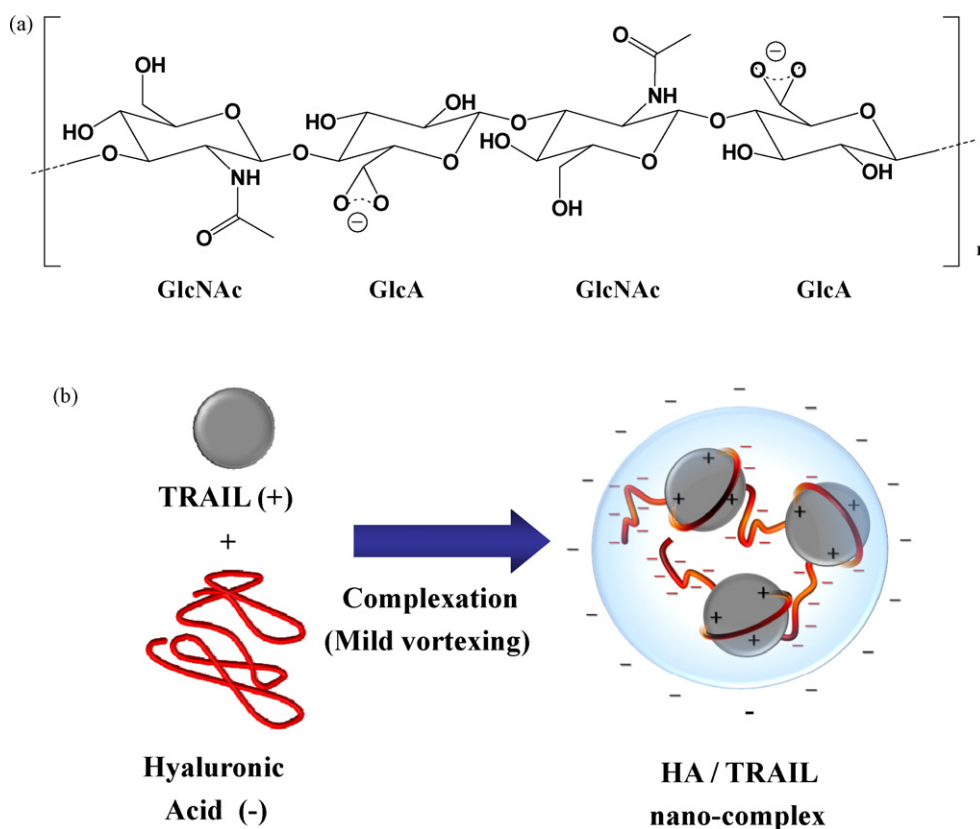 (a)
OH
HO
O
O
NH
O
O
HO
OH
O
O
O
⊖
O
O
NH
HO
O
OH
O
⊖
O
O
O
HO
OH
GlcNAc
GlcA
GlcNAc
GlcA
(b)
TRAIL (+)
+
Hyaluronic
Acid (-)
Complexation
(Mild vortexing)
HA / TRAIL
nano-complex